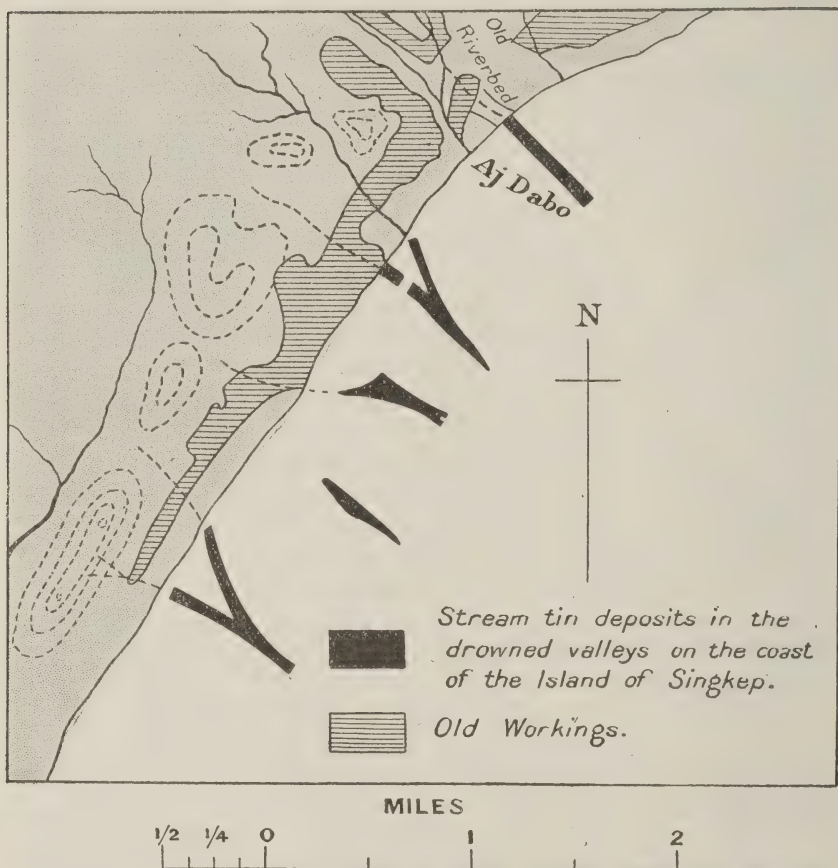 Old
Riverbed
Aj Dabo
N
Stream tin deposits in the
drowned valleys on the coast
of the Island of Singkep.
Old Workings.
MILES
1/2 1/4 0 1 2